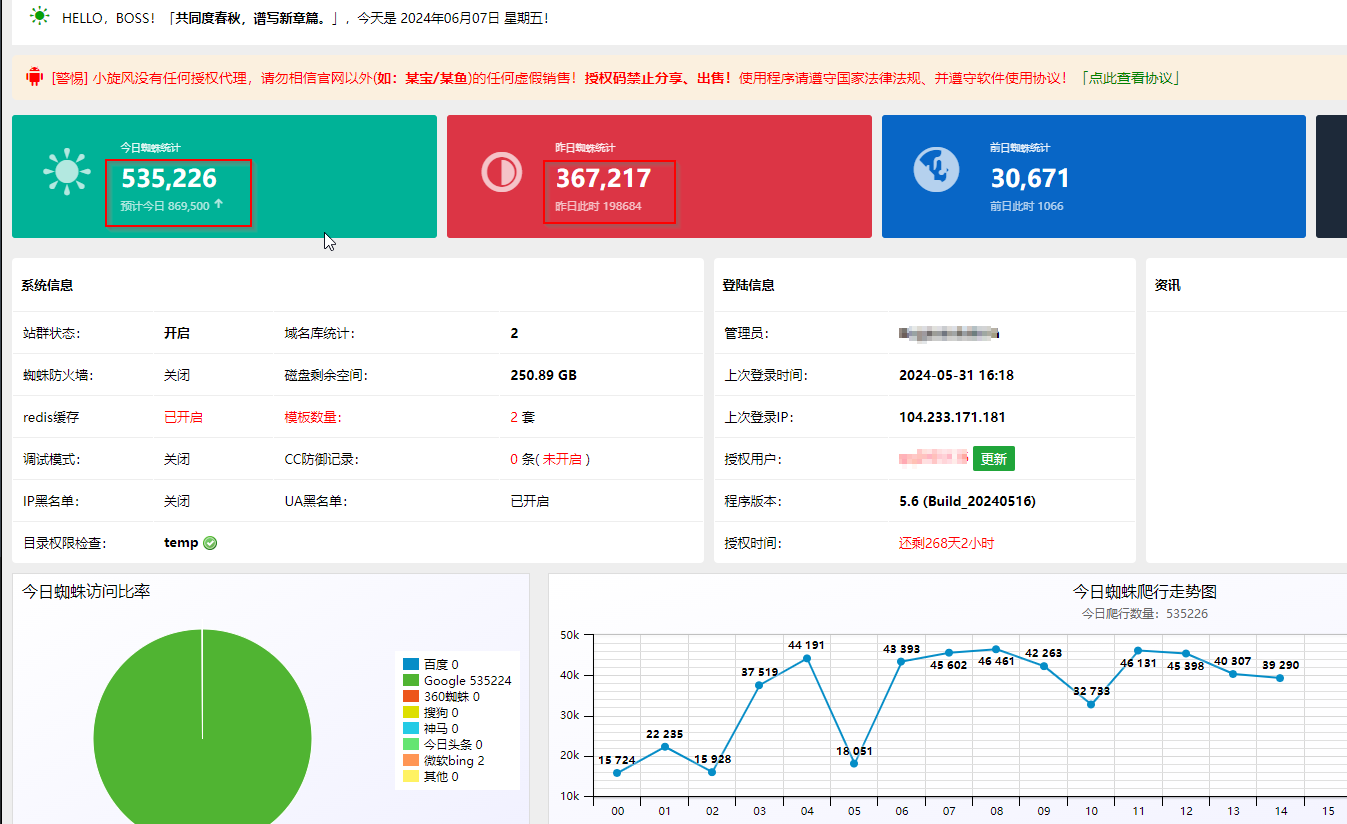 HELLO，BOSS！「共同度春秋，谱写新章篇。」，今天是 2024年06月07日 星期五！
[警惕] 小旋风没有任何授权代理，请勿相信官网以外(如：某宝/某鱼)的任何虚假销售！授权码禁止分享、出售！使用程序请遵守国家法律法规、并遵守软件使用协议！「点此查看协议」
今日蜘蛛统计
535,226
预计今日 869,500
昨日蜘蛛统计
367,217
昨日此时 198684
前日蜘蛛统计
30,671
前日此时 1066
系统信息
站群状态： 开启 域名库统计： 2
蜘蛛防火墙： 关闭 磁盘剩余空间： 250.89 GB
redis缓存 已开启 模板数量： 2 套
调试模式： 关闭 CC防御记录： 0 条( 未开启 )
IP黑名单： 关闭 UA黑名单： 已开启
目录权限检查： temp
登陆信息
管理员：
上次登录时间： 2024-05-31 16:18
上次登录IP： 104.233.171.181
授权用户： 更新
程序版本： 5.6 (Build_20240516)
授权时间： 还剩268天2小时
资讯
今日蜘蛛访问比率
百度 0
Google 535224
360蜘蛛 0
搜狗 0
神马 0
今日头条 0
微软bing 2
其他 0
今日蜘蛛爬行走势图
今日爬行数量：535226
50k
40k
30k
20k
10k
15 724
22 235
15 928
37 519
44 191
18 051
43 393
45 602
46 461
42 263
32 733
46 131
45 398
40 307
39 290
00 01 02 03 04 05 06 07 08 09 10 11 12 13 14 15